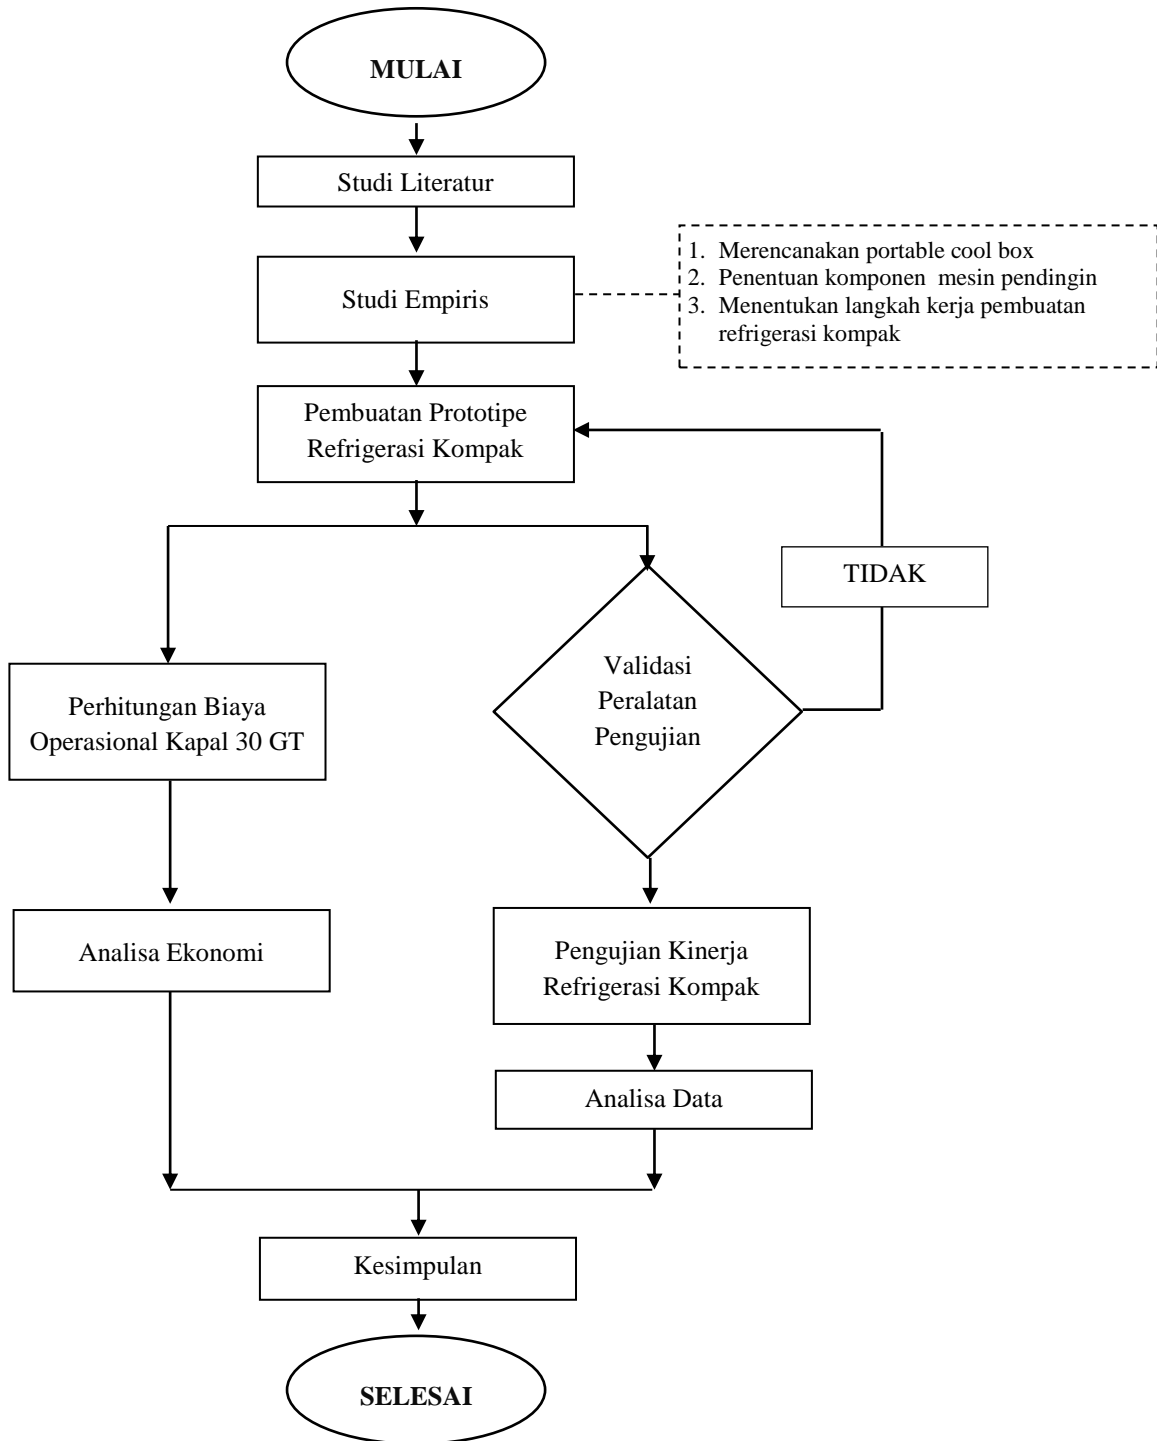 MULAI
Studi Literatur
Studi Empiris
1. Merencanakan portable cool box
2. Penentuan komponen  mesin pendingin
3. Menentukan langkah kerja pembuatan
refrigerasi kompak
Pembuatan Prototipe
Refrigerasi Kompak
TIDAK
Validasi
Peralatan
Pengujian
Perhitungan Biaya
Operasional Kapal 30 GT
Analisa Ekonomi
Pengujian Kinerja
Refrigerasi Kompak
Analisa Data
Kesimpulan
SELESAI